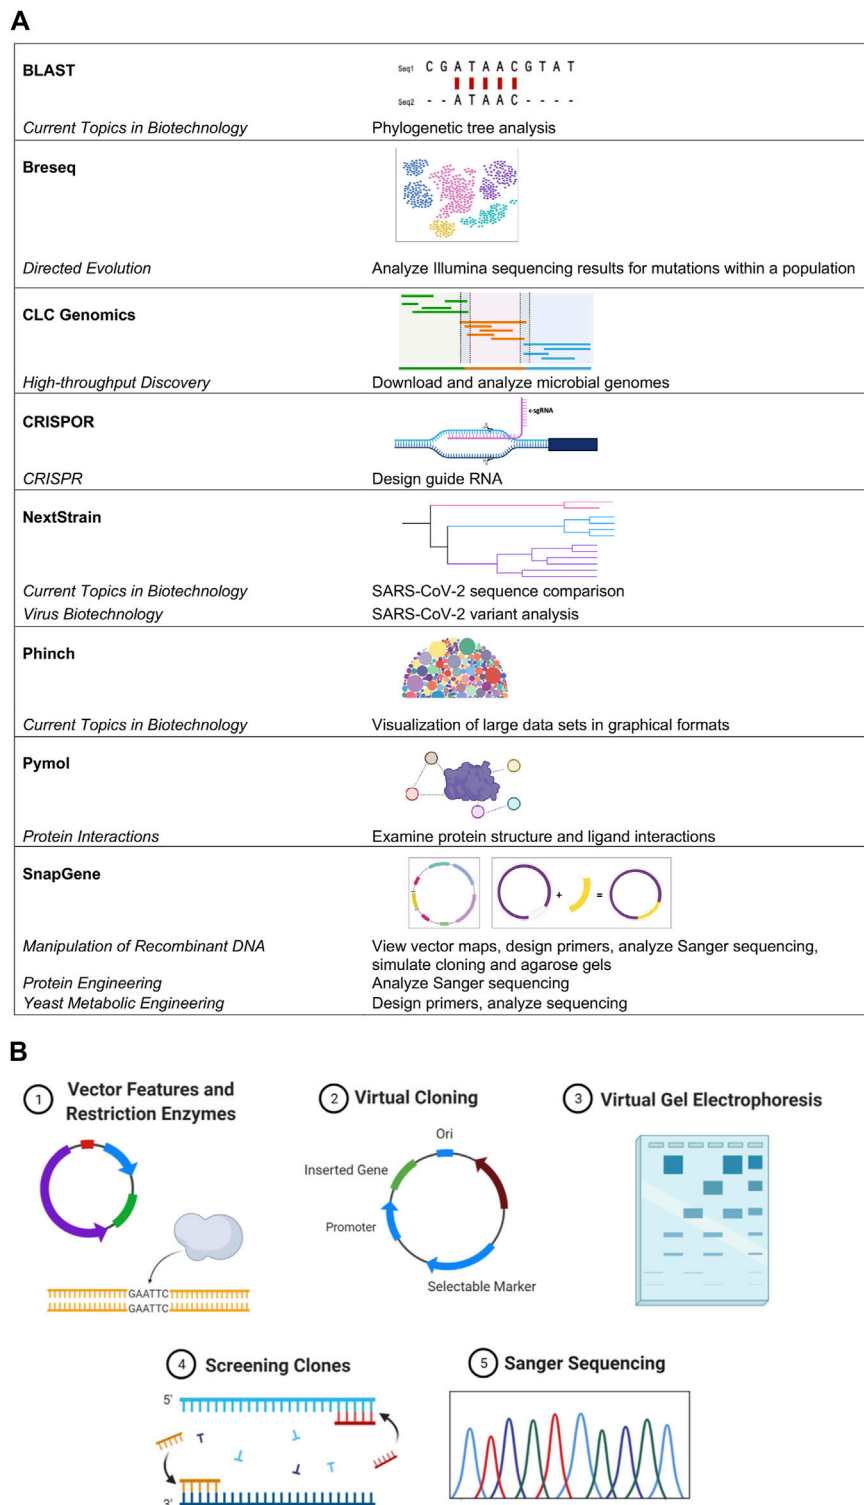 A
BLAST
Seq1 C G A T A A C G T A T
Seq2 - - A T A A C - - - -
Current Topics in Biotechnology Phylogenetic tree analysis
Breseq
Directed Evolution Analyze Illumina sequencing results for mutations within a population
CLC Genomics
High-throughput Discovery Download and analyze microbial genomes
CRISPOR
←sgRNA
CRISPR Design guide RNA
NextStrain
Current Topics in Biotechnology SARS-CoV-2 sequence comparison
Virus Biotechnology SARS-CoV-2 variant analysis
Phinch
Current Topics in Biotechnology Visualization of large data sets in graphical formats
Pymol
Protein Interactions Examine protein structure and ligand interactions
SnapGene
+ =
Manipulation of Recombinant DNA View vector maps, design primers, analyze Sanger sequencing,
simulate cloning and agarose gels
Protein Engineering Analyze Sanger sequencing
Yeast Metabolic Engineering Design primers, analyze sequencing
B
1 Vector Features and
Restriction Enzymes
GAATTC
GAATTC
2 Virtual Cloning
Ori
Inserted Gene
Promoter
Selectable Marker
3 Virtual Gel Electrophoresis
4 Screening Clones
5'
3'
5 Sanger Sequencing